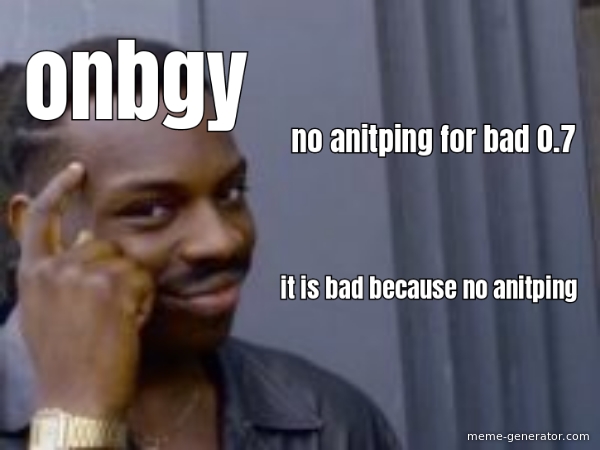 onbgy
no anitping for bad 0.7
it is bad because no anitping
meme-generator.com